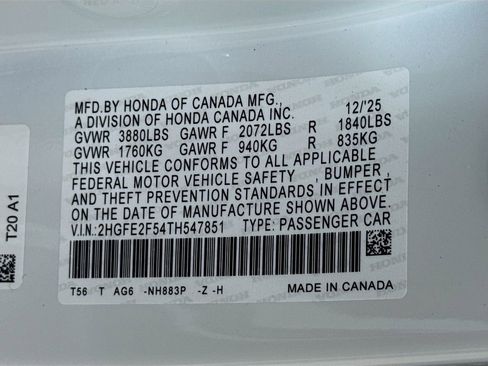 MFD.BY HONDA OF CANADA MFG., 12/'25
A DIVISION OF HONDA CANADA INC.
GVWR 3880LBS GAWR F 2072LBS R 1840LBS
GVWR 1760KG GAWR F 940KG R 835KG
THIS VEHICLE CONFORMS TO ALL APPLICABLE
FEDERAL MOTOR VEHICLE SAFETY , BUMPER ,
AND THEFT PREVENTION STANDARDS IN EFFECT
ON THE DATE OF MANUFACTURE SHOWN ABOVE.
V.I.N.:2HGFE2F54TH547851 TYPE: PASSENGER CAR
T56 T AG6 -NH883P -Z -H MADE IN CANADA
T20 A1